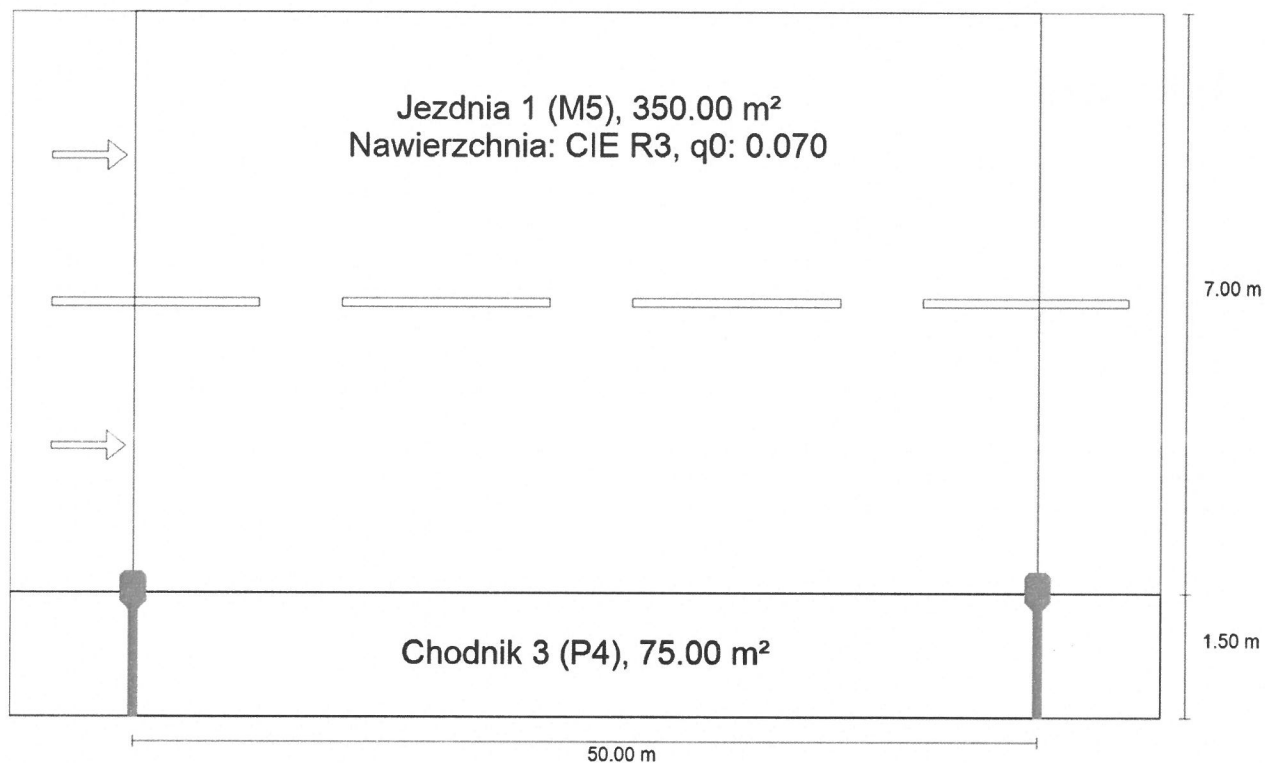 Jezdnia 1 (M5), 350.00 m²
Nawierzchnia: CIE R3, q0: 0.070
7.00 m
Chodnik 3 (P4), 75.00 m²
1.50 m
50.00 m